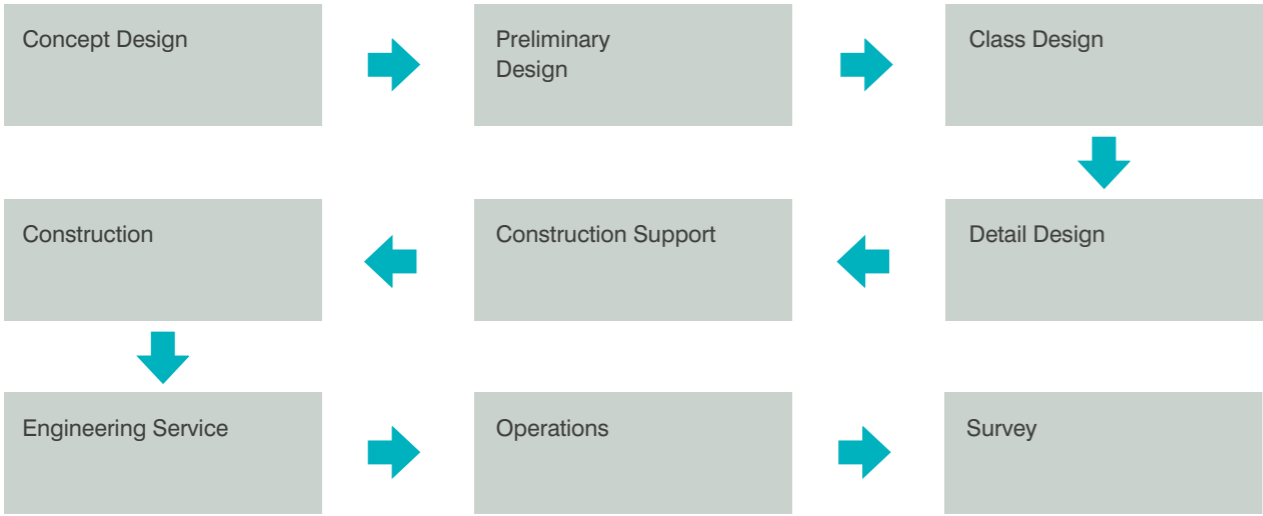 Concept Design
Preliminary
Design
Class Design
Construction
Construction Support
Detail Design
Engineering Service
Operations
Survey